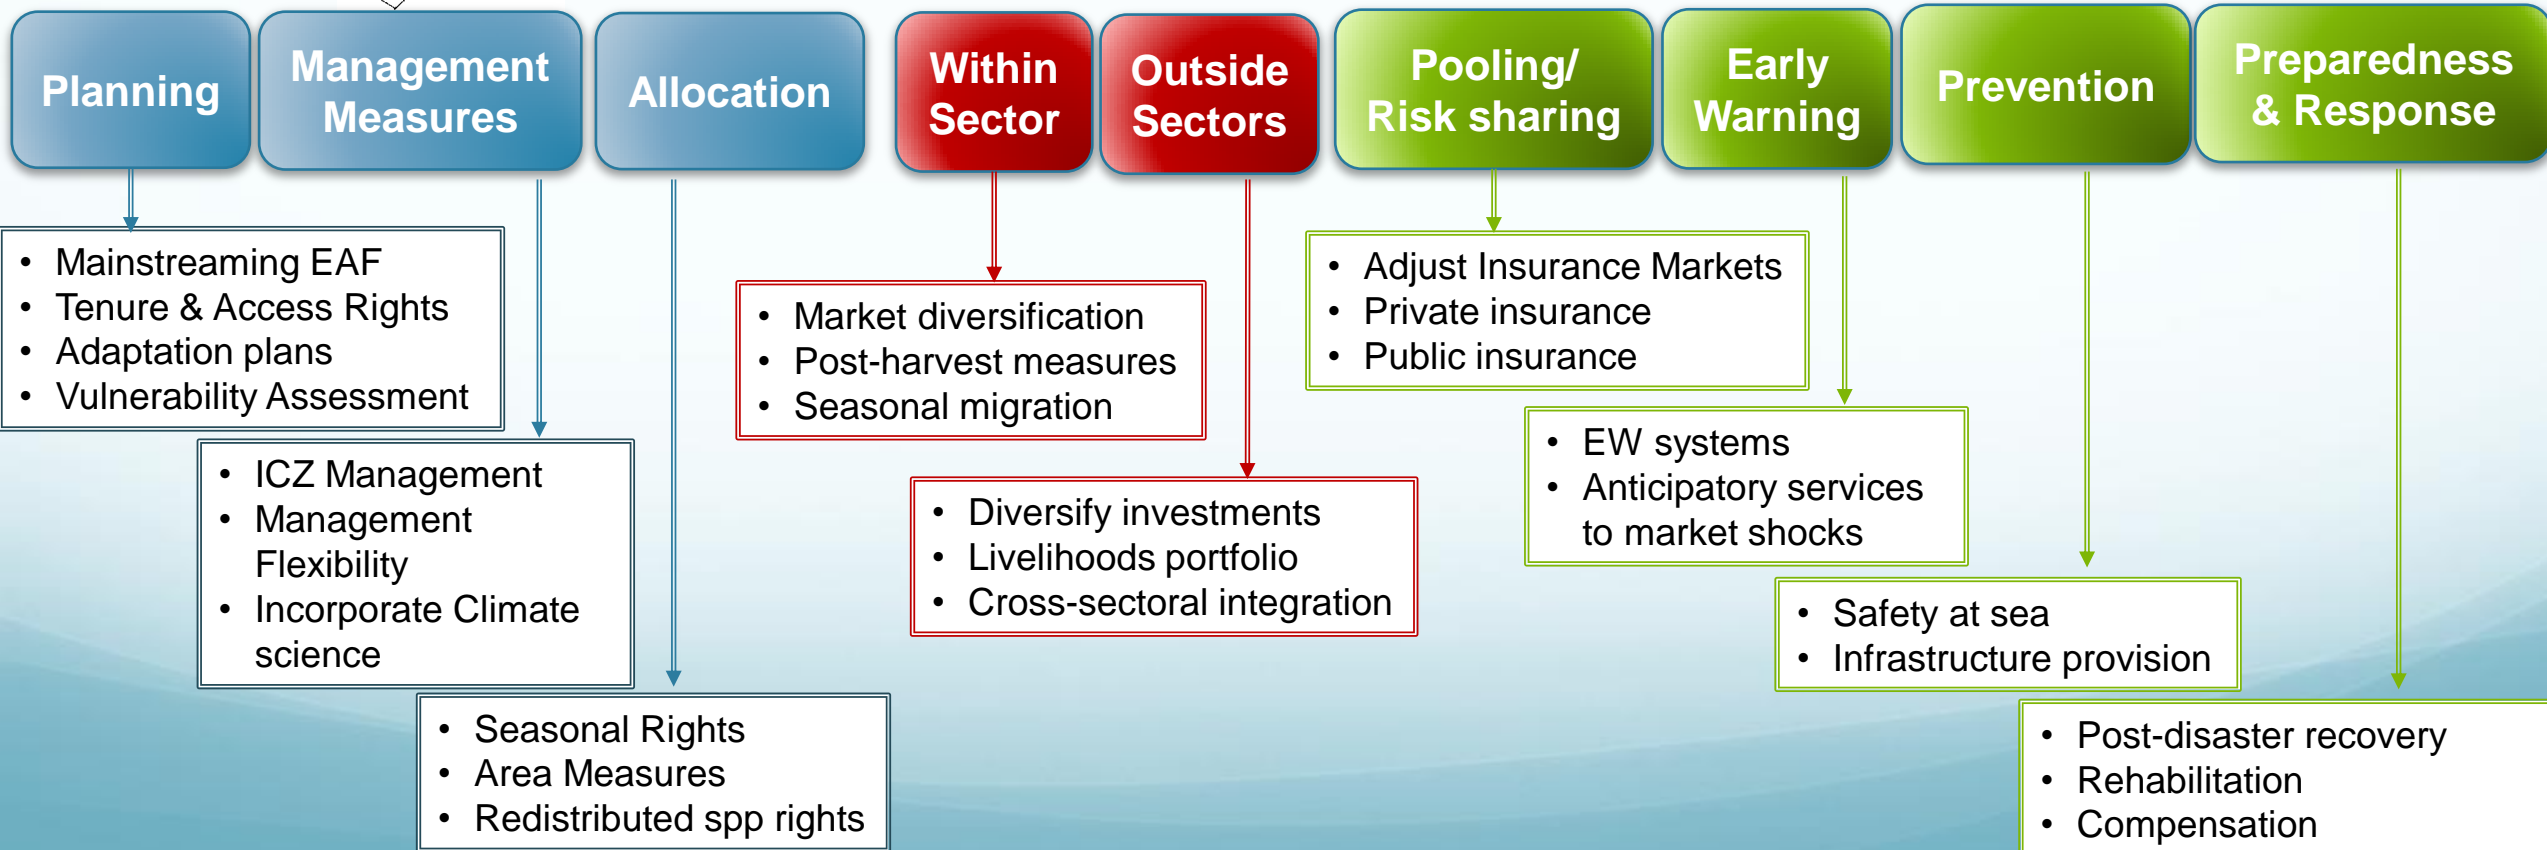 Planning
Management
Measures
Allocation
Within
Sector
Outside
Sectors
Pooling/
Risk sharing
Early
Warning
Prevention
Preparedness
& Response
• Mainstreaming EAF
• Tenure & Access Rights
• Adaptation plans
• Vulnerability Assessment
• ICZ Management
• Management
Flexibility
• Incorporate Climate
science
• Seasonal Rights
• Area Measures
• Redistributed spp rights
• Market diversification
• Post-harvest measures
• Seasonal migration
• Diversify investments
• Livelihoods portfolio
• Cross-sectoral integration
• Adjust Insurance Markets
• Private insurance
• Public insurance
• EW systems
• Anticipatory services
to market shocks
• Safety at sea
• Infrastructure provision
• Post-disaster recovery
• Rehabilitation
• Compensation